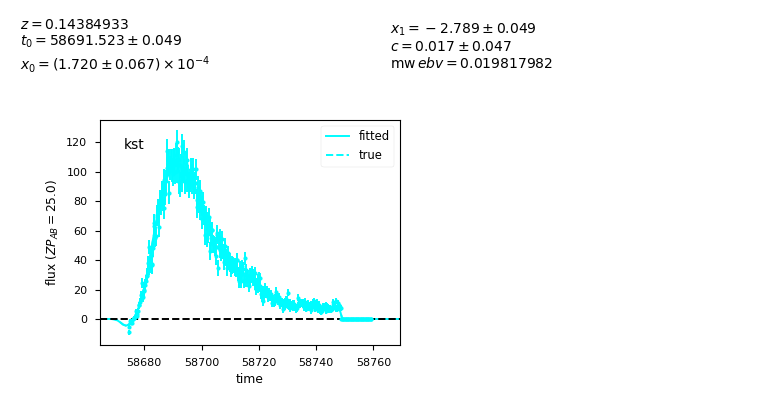 z = 0.14384933
t₀ = 58691.523 ± 0.049
x₀ = (1.720 ± 0.067) × 10⁻⁴
x₁ = −2.789 ± 0.049
c = 0.017 ± 0.047
mw ebv = 0.019817982
kst
fitted
true
120
100
80
60
40
20
0
flux (ZP_{AB} = 25.0)
58680 58700 58720 58740 58760
time